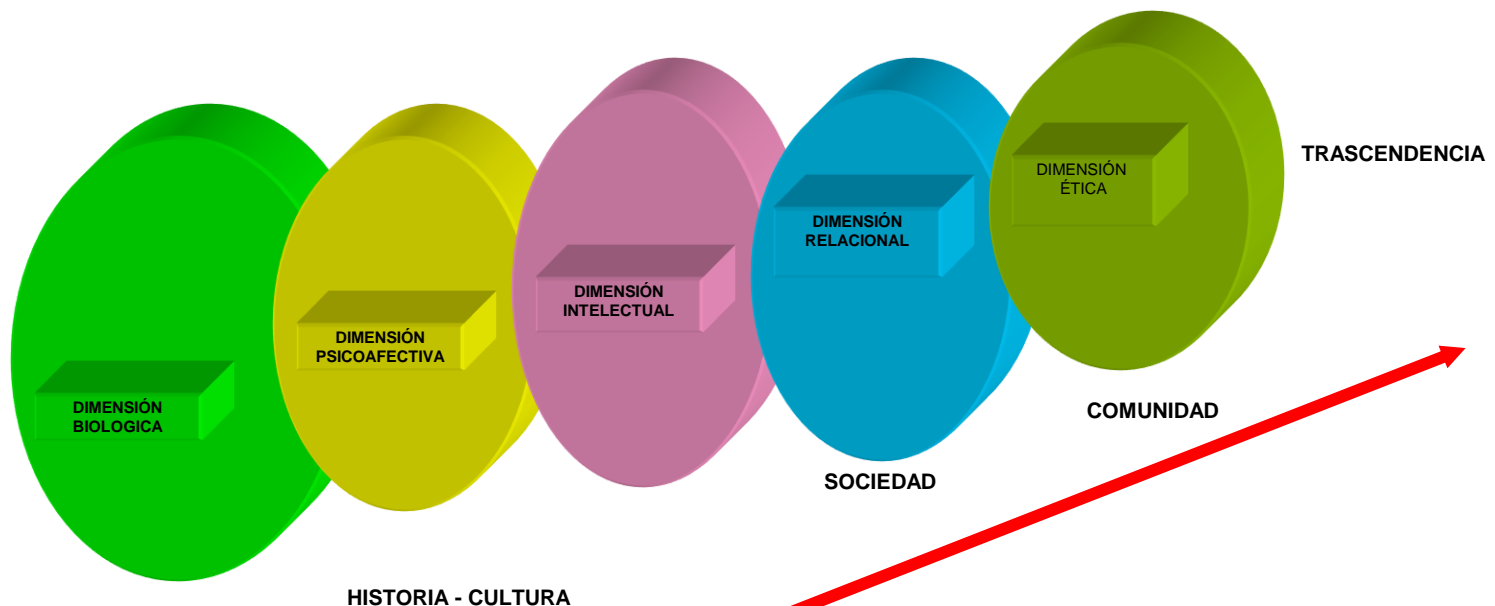 DIMENSIÓN
BIOLOGICA
DIMENSIÓN
PSICOAFECTIVA
DIMENSIÓN
INTELECTUAL
DIMENSIÓN
RELACIONAL
DIMENSIÓN
ÉTICA
TRASCENDENCIA
COMUNIDAD
SOCIEDAD
HISTORIA - CULTURA